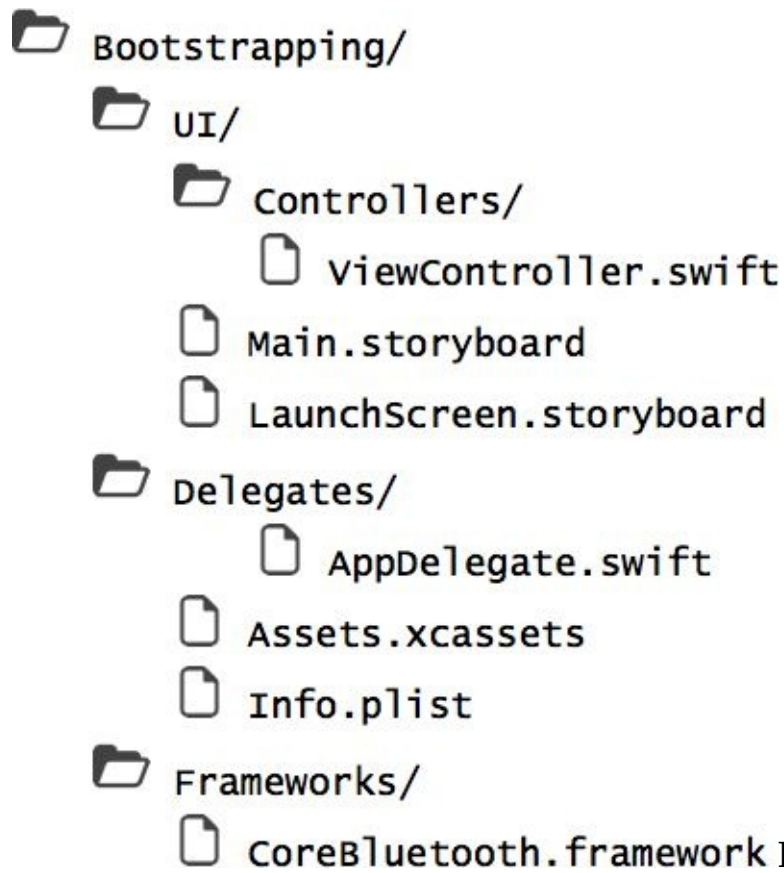 Bootstrapping/
UI/
Controllers/
ViewController.swift
Main.storyboard
LaunchScreen.storyboard
Delegates/
AppDelegate.swift
Assets.xcassets
Info.plist
Frameworks/
CoreBluetooth.framework